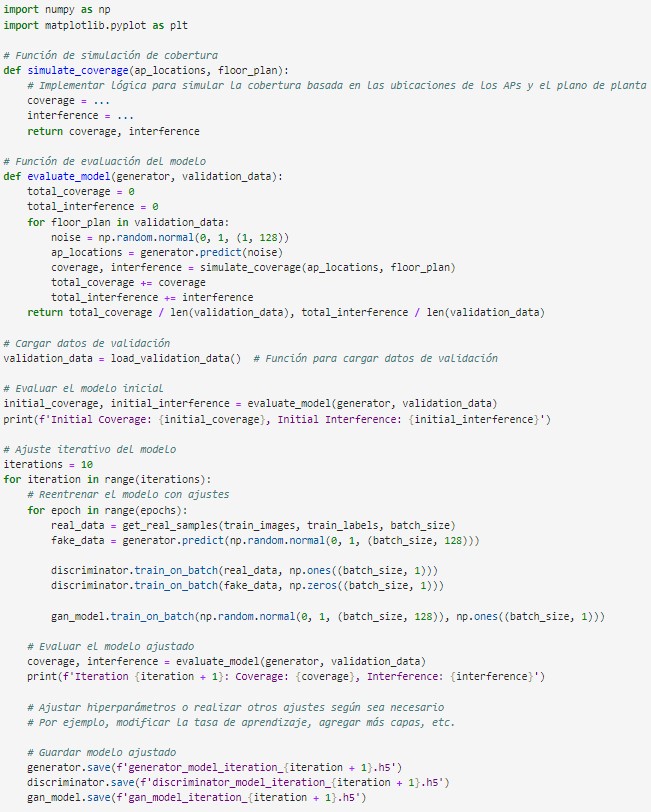 import numpy as np
import matplotlib.pyplot as plt

# Función de simulación de cobertura
def simulate_coverage(ap_locations, floor_plan):
    # Implementar lógica para simular la cobertura basada en las ubicaciones de los APs y el plano de planta
    coverage = ...
    interference = ...
    return coverage, interference

# Función de evaluación del modelo
def evaluate_model(generator, validation_data):
    total_coverage = 0
    total_interference = 0
    for floor_plan in validation_data:
        noise = np.random.normal(0, 1, (1, 128))
        ap_locations = generator.predict(noise)
        coverage, interference = simulate_coverage(ap_locations, floor_plan)
        total_coverage += coverage
        total_interference += interference
    return total_coverage / len(validation_data), total_interference / len(validation_data)

# Cargar datos de validación
validation_data = load_validation_data()  # Función para cargar datos de validación

# Evaluar el modelo inicial
initial_coverage, initial_interference = evaluate_model(generator, validation_data)
print(f'Initial Coverage: {initial_coverage}, Initial Interference: {initial_interference}')

# Ajuste iterativo del modelo
iterations = 10
for iteration in range(iterations):
    # Reentrenar el modelo con ajustes
    for epoch in range(epochs):
        real_data = get_real_samples(train_images, train_labels, batch_size)
        fake_data = generator.predict(np.random.normal(0, 1, (batch_size, 128)))

        discriminator.train_on_batch(real_data, np.ones((batch_size, 1)))
        discriminator.train_on_batch(fake_data, np.zeros((batch_size, 1)))

        gan_model.train_on_batch(np.random.normal(0, 1, (batch_size, 128)), np.ones((batch_size, 1)))

    # Evaluar el modelo ajustado
    coverage, interference = evaluate_model(generator, validation_data)
    print(f'Iteration {iteration + 1}: Coverage: {coverage}, Interference: {interference}')

    # Ajustar hiperparámetros o realizar otros ajustes según sea necesario
    # Por ejemplo, modificar la tasa de aprendizaje, agregar más capas, etc.

    # Guardar modelo ajustado
    generator.save(f'generator_model_iteration_{iteration + 1}.h5')
    discriminator.save(f'discriminator_model_iteration_{iteration + 1}.h5')
    gan_model.save(f'gan_model_iteration_{iteration + 1}.h5')